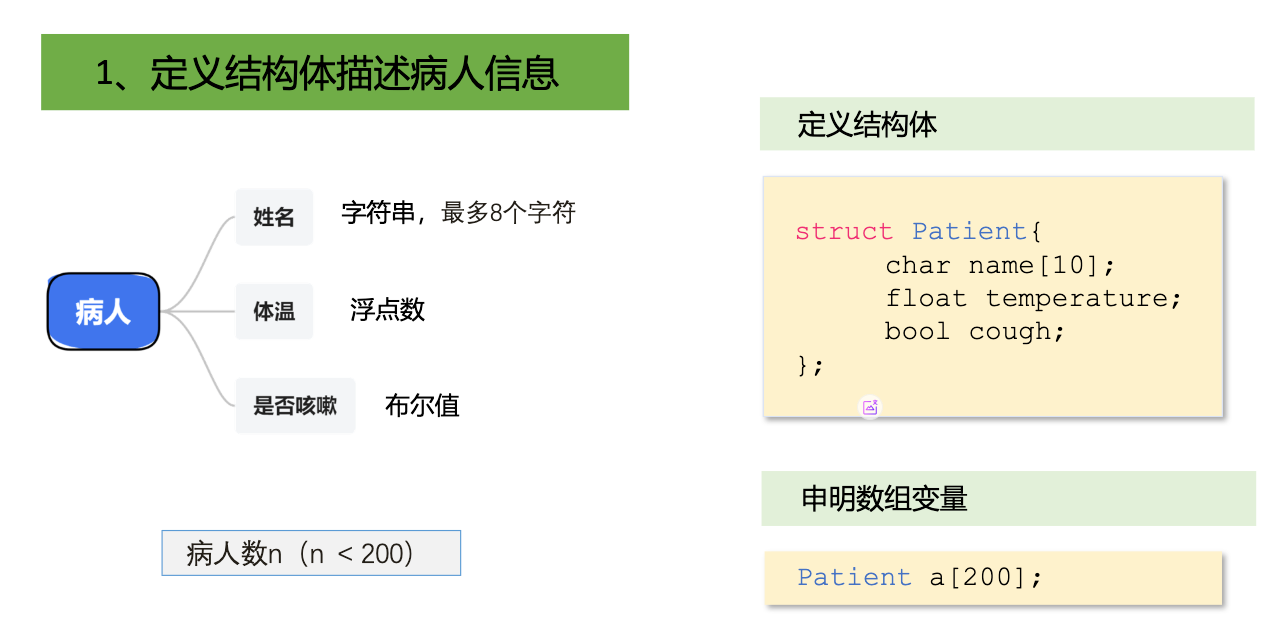 1、定义结构体描述病人信息
病人
姓名
字符串，最多8个字符
体温
浮点数
是否咳嗽
布尔值
病人数n（n < 200）
定义结构体
struct Patient{
char name[10];
float temperature;
bool cough;
};
申明数组变量
Patient a[200];